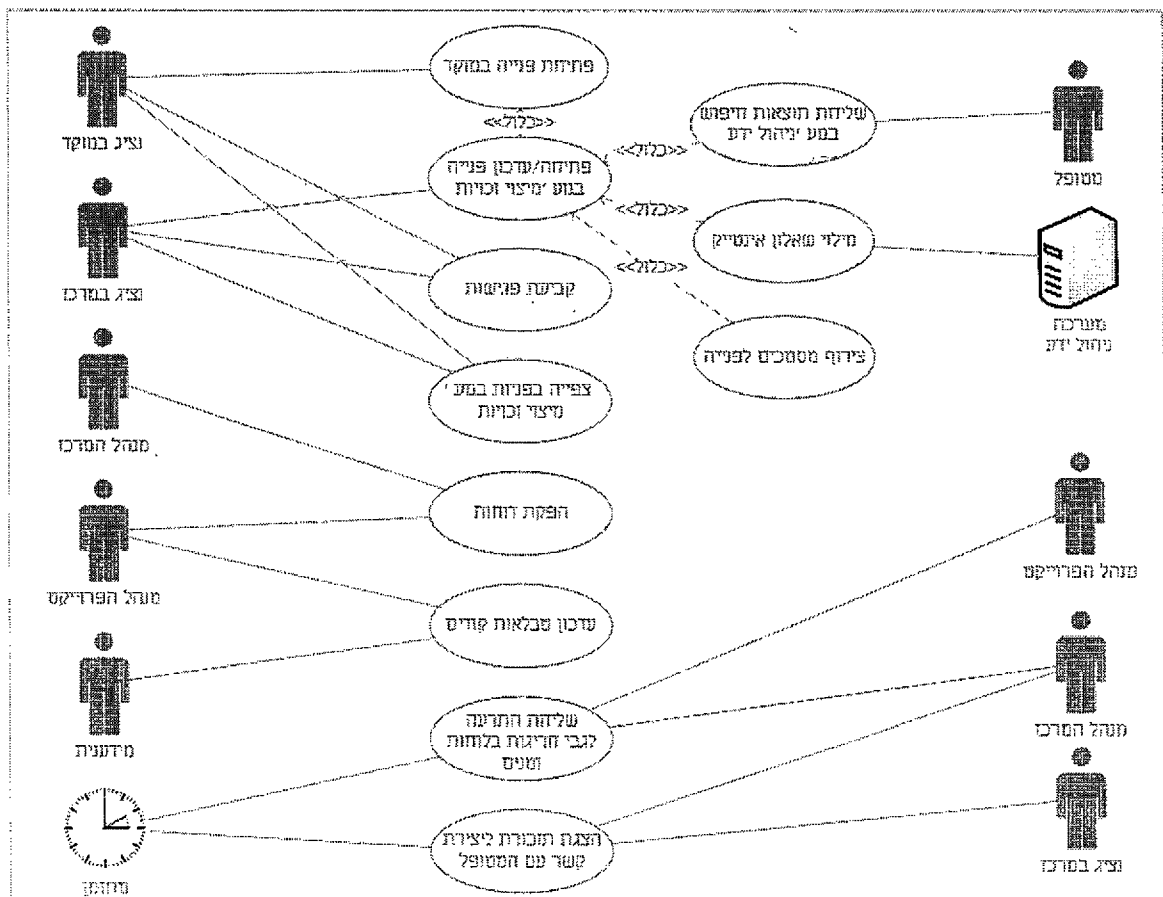 נציג במוקד
נציג במרכז
מנהל המרכז
מנהל הפרוייקט
מידענית
פתיחת פנייה במוקד
<<כלול>>
פתיחה/עדכון פנייה
במע 'מיצוי זכויות
קביעת פגישות
צפייה בפניות במע '
מיצוי זכויות
הפקת דוחות
עדכון טבלאות קודים
שליחת התרעה
לגבי חריגות בלוחות
זמנים
הצגת תזכורת ליצירת
קשר עם המטופל
<<כלול>>
<<כלול>>
<<כלול>>
שליחת תוצאות חיפוש
במע 'ניהול ידע
מילוי שאלון אינטייק
צירוף מסמכים לפנייה
מטופל
מערכת
ניהול ידע
מנהל הפרוייקט
מנהל המרכז
נציג במרכז